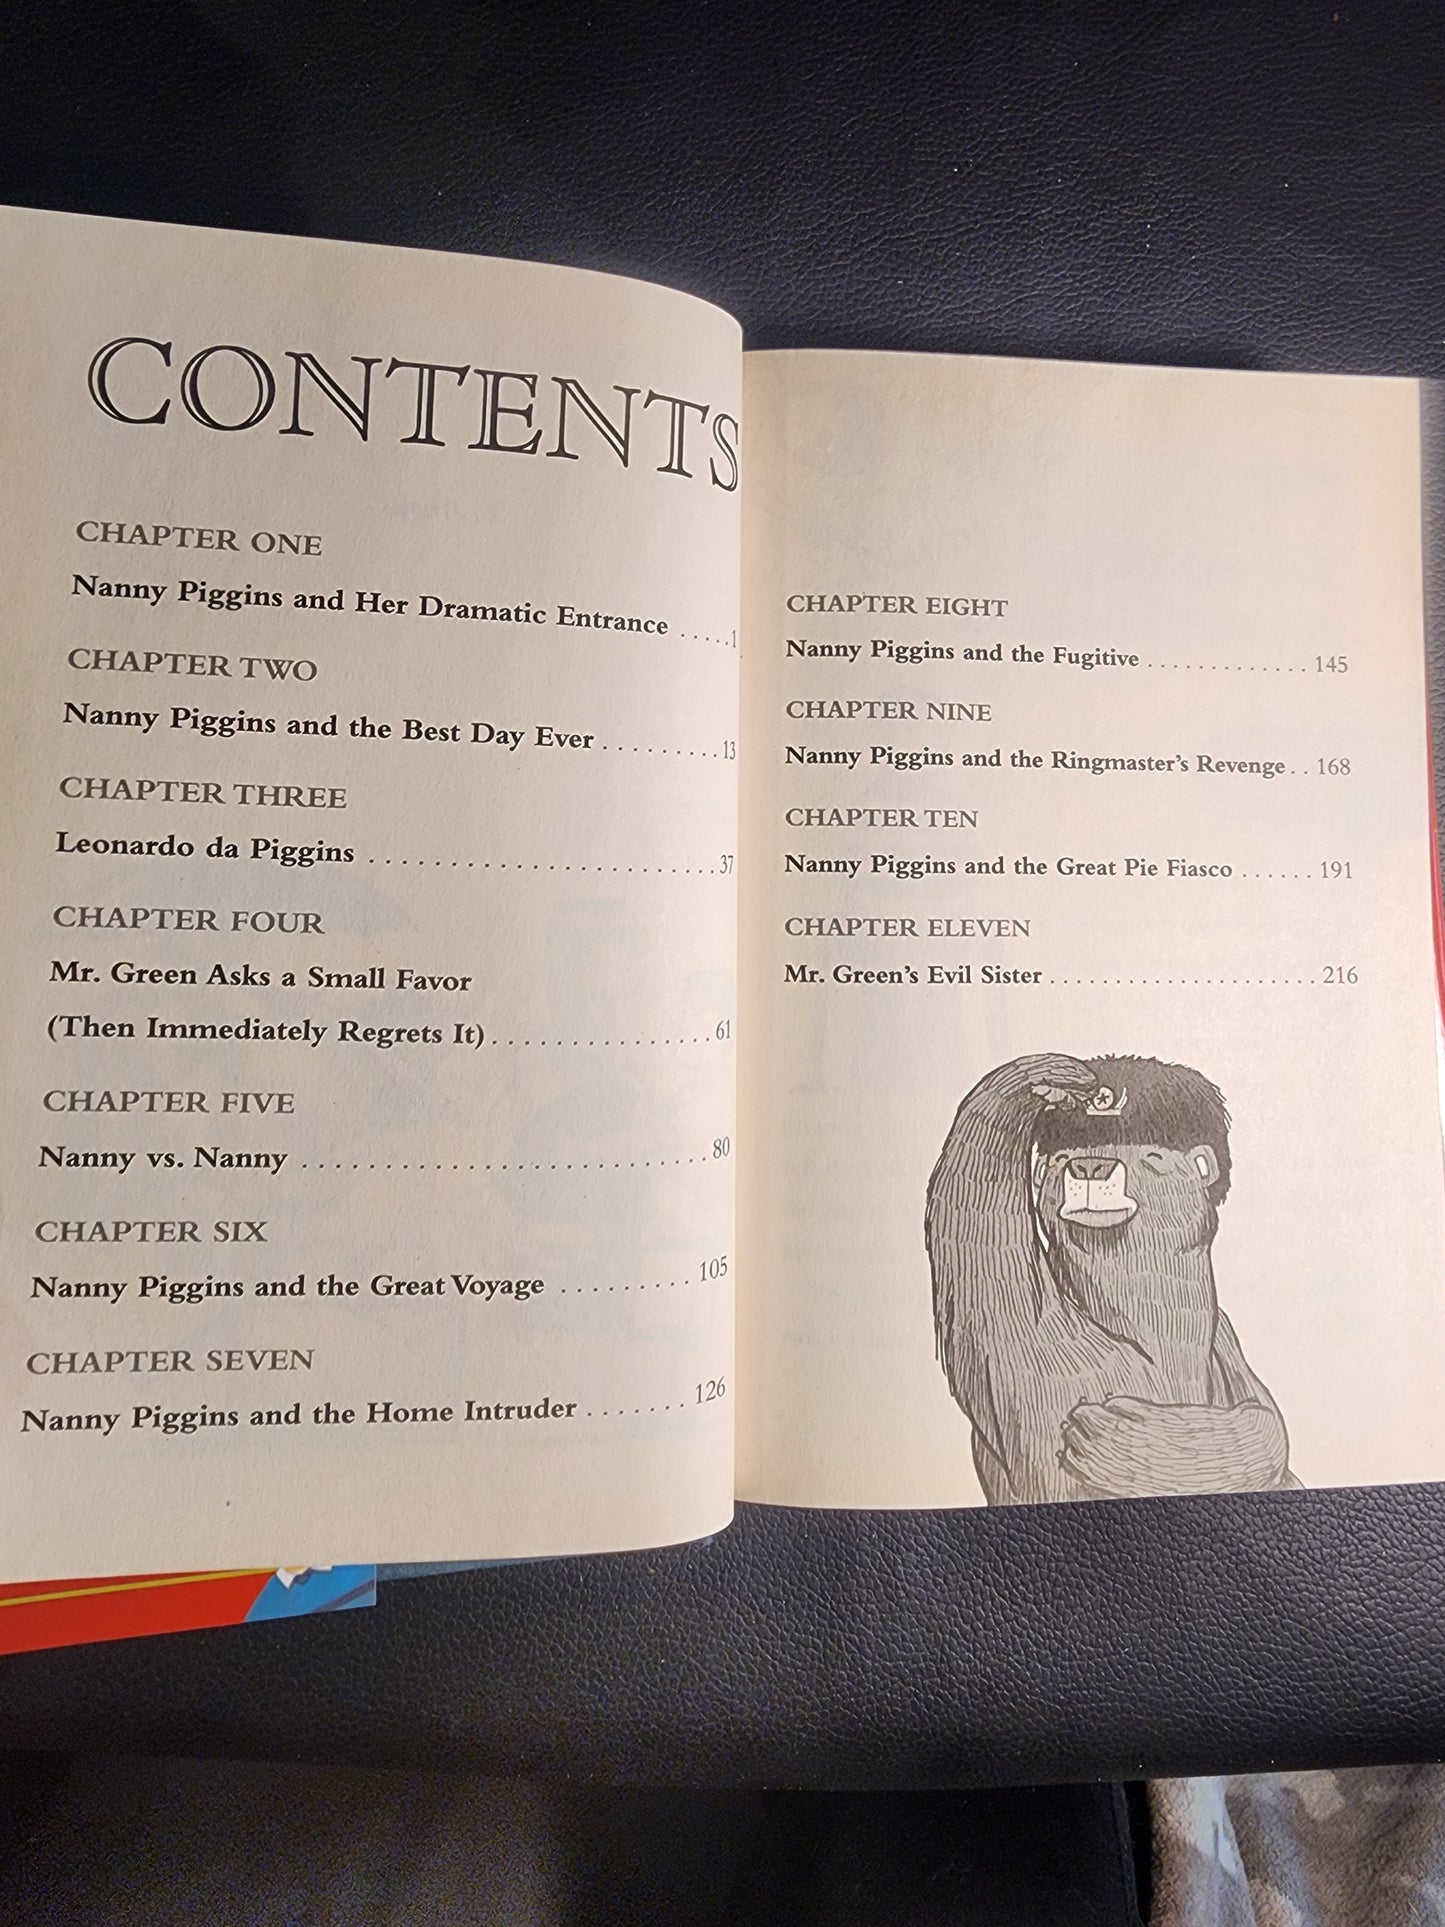 CONTENTS
CHAPTER ONE
Nanny Piggins and Her Dramatic Entrance .....1
CHAPTER TWO
Nanny Piggins and the Best Day Ever .........13
CHAPTER THREE
Leonardo da Piggins ..........................37
CHAPTER FOUR
Mr. Green Asks a Small Favor
(Then Immediately Regrets It) ................61
CHAPTER FIVE
Nanny vs. Nanny ..............................80
CHAPTER SIX
Nanny Piggins and the Great Voyage ..........105
CHAPTER SEVEN
Nanny Piggins and the Home Intruder ........126
CHAPTER EIGHT
Nanny Piggins and the Fugitive .............145
CHAPTER NINE
Nanny Piggins and the Ringmaster's Revenge ..168
CHAPTER TEN
Nanny Piggins and the Great Pie Fiasco ......191
CHAPTER ELEVEN
Mr. Green's Evil Sister .....................216